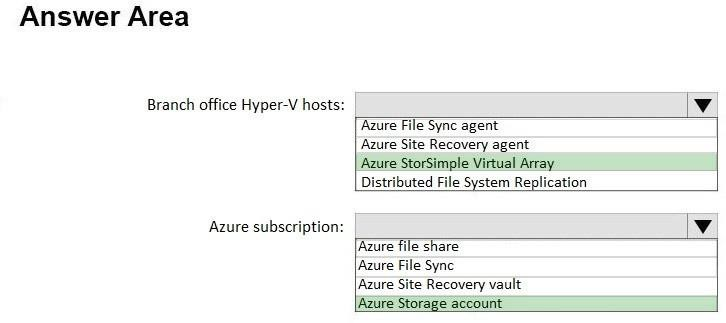 Answer Area
Branch office Hyper-V hosts:
Azure File Sync agent
Azure Site Recovery agent
Azure StorSimple Virtual Array
Distributed File System Replication
Azure subscription:
Azure file share
Azure File Sync
Azure Site Recovery vault
Azure Storage account